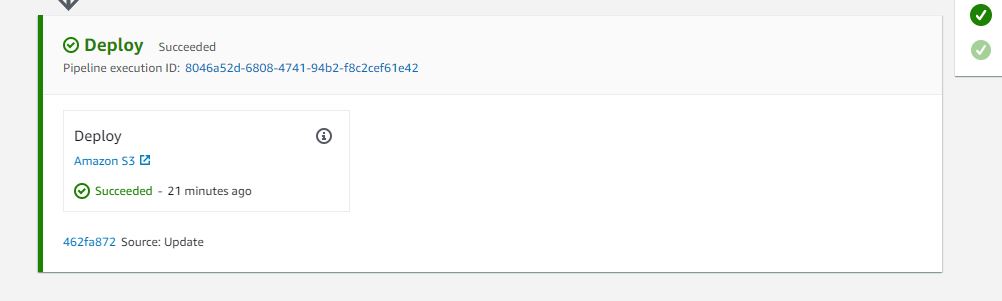 Deploy Succeeded
Pipeline execution ID: 8046a52d-6808-4741-94b2-f8c2cef61e42
Deploy
Amazon S3
Succeeded - 21 minutes ago
462fa872 Source: Update